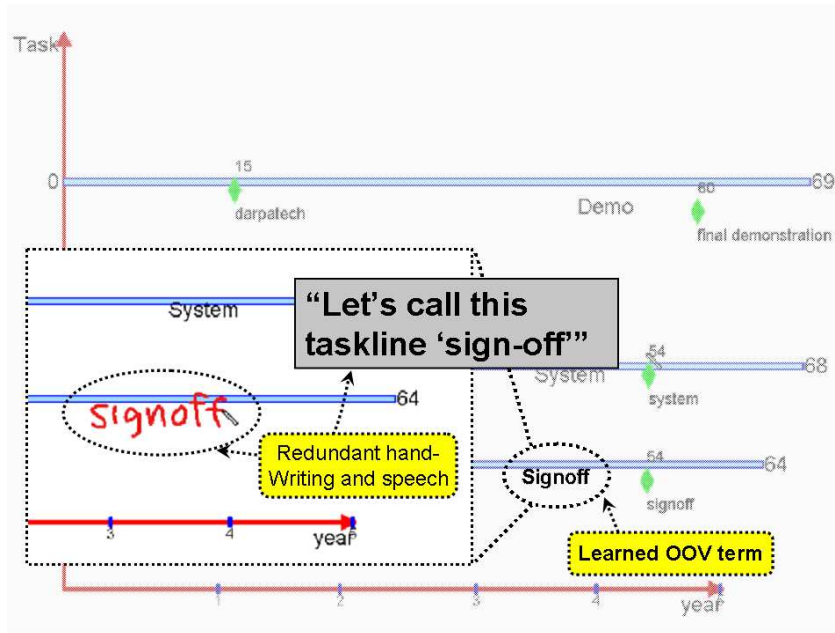 Task
15
0
69
60
darpatech
Demo
final demonstration
“Let’s call this
taskline ‘sign-off’”
System
54
68
System
system
64
signoff
Redundant hand-
Writing and speech
54
64
Signoff
signoff
3
4
5
year
Learned OOV term
1
2
3
4
5
year